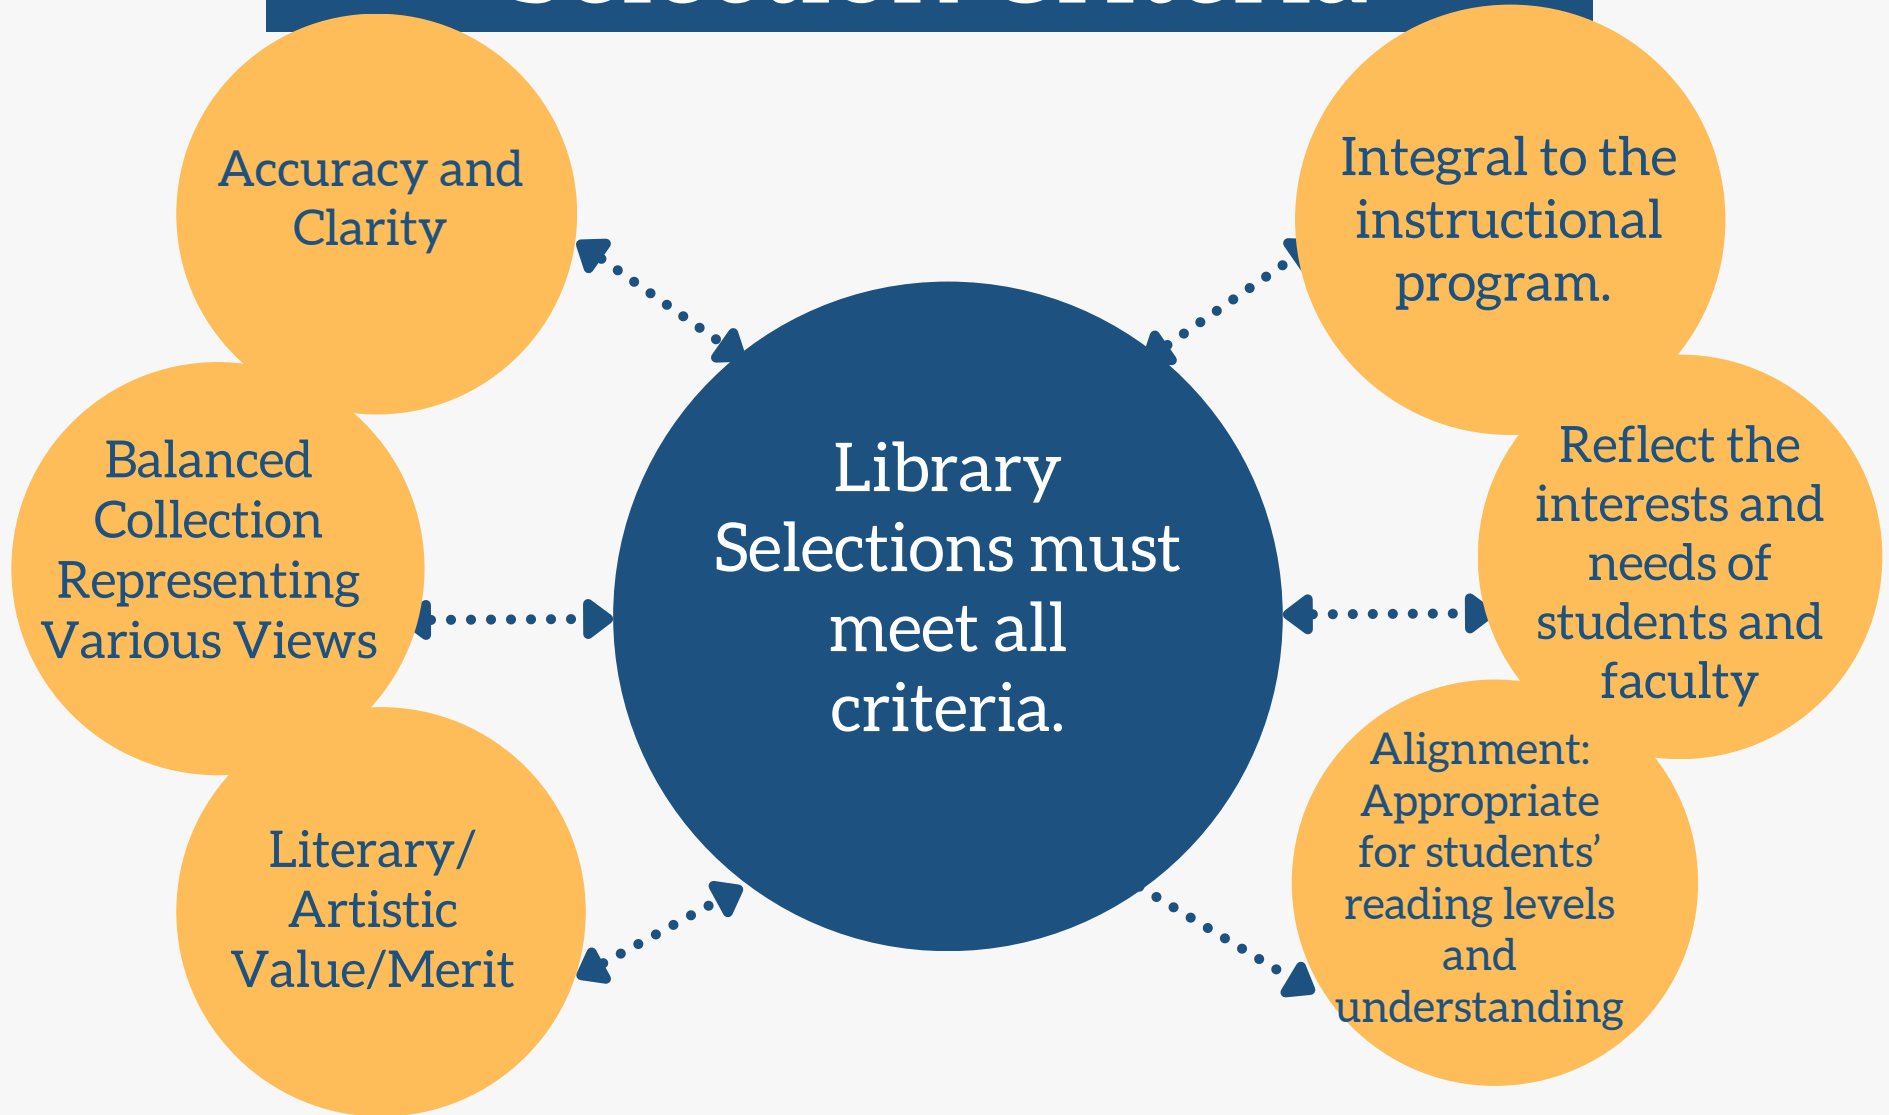 Selection Criteria
Accuracy and
Clarity
Balanced
Collection
Representing
Various Views
Literary/
Artistic
Value/Merit
Library
Selections must
meet all
criteria.
Integral to the
instructional
program.
Reflect the
interests and
needs of
students and
faculty
Alignment:
Appropriate
for students’
reading levels
and
understanding